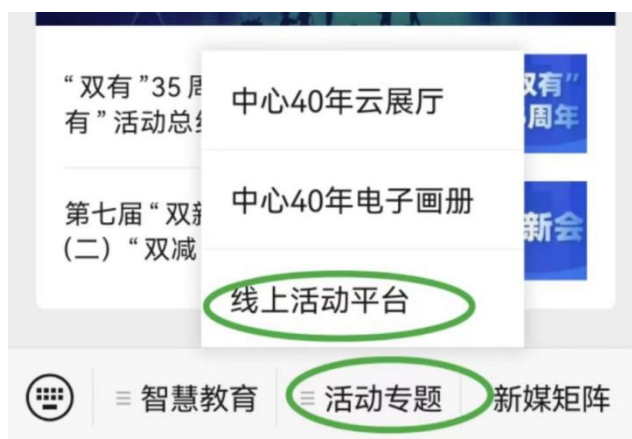 “双有”35周
有”活动总结
双有”
周年
中心40年云展厅
中心40年电子画册
线上活动平台
第七届“双新
(二)“双减
新会
智慧教育
活动专题
新媒矩阵